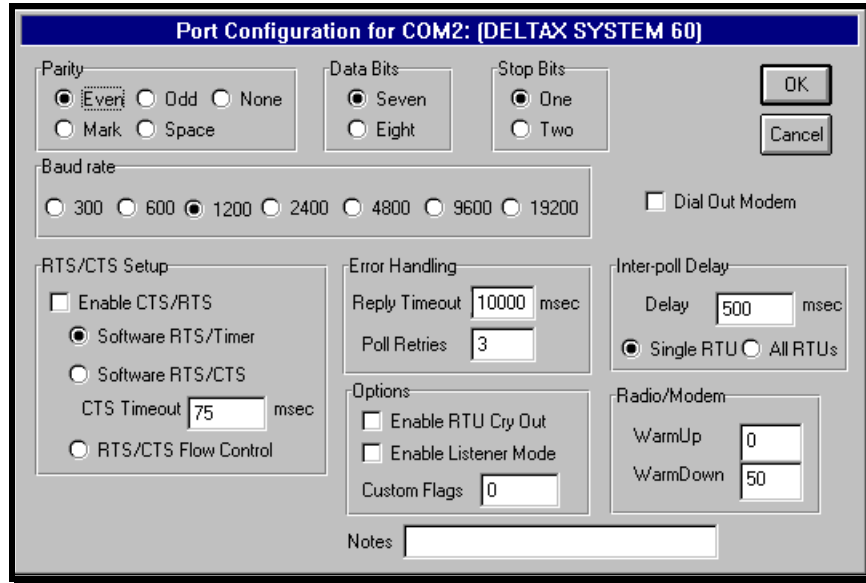 Port Configuration for COM2: (DELTAX SYSTEM 60)
Parity
Even Odd None
Mark Space
Data Bits
Seven
Eight
Stop Bits
One
Two
OK
Cancel
Baud rate
300 600 1200 2400 4800 9600 19200
Dial Out Modem
RTS/CTS Setup
Enable CTS/RTS
Software RTS/Timer
Software RTS/CTS
CTS Timeout 75 msec
RTS/CTS Flow Control
Error Handling
Reply Timeout 10000 msec
Poll Retries 3
Inter-poll Delay
Delay 500 msec
Single RTU All RTUs
Options
Enable RTU Cry Out
Enable Listener Mode
Custom Flags 0
Radio/Modem
WarmUp 0
WarmDown 50
Notes